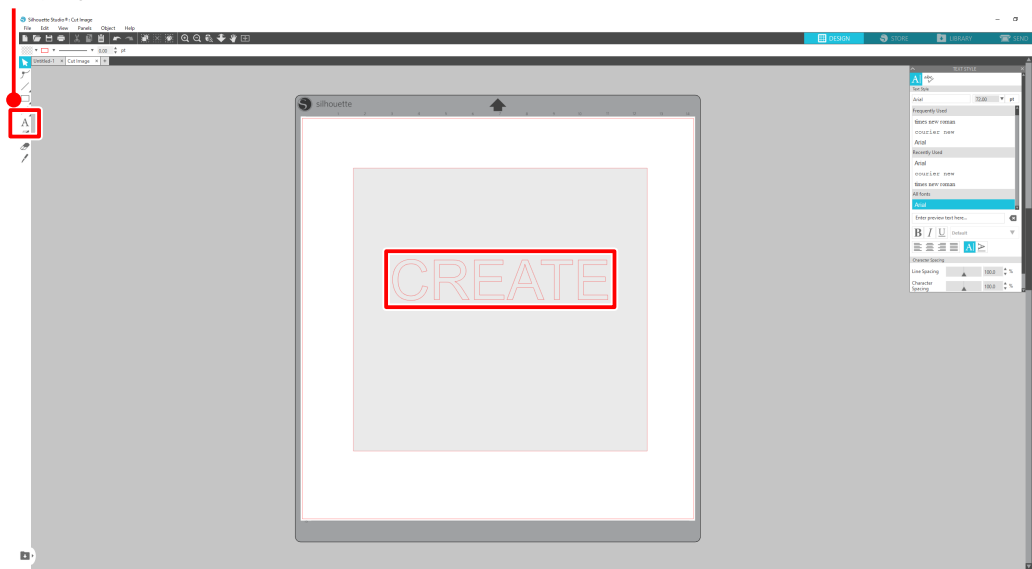 Silhouette Studio®: Cut Image
File Edit View Panels Object Help
DESIGN STORE LIBRARY SEND
0.00 pt
Untitled-1 × Cut Image × +
TEXT STYLE
Text Style
Arial 72.00 pt
Frequently Used
times new roman
courier new
Arial
Recently Used
Arial
courier new
times new roman
All fonts
Arial
Enter preview text here...
B I U Default
Character Spacing
Line Spacing 100.0 %
Character
Spacing 100.0 %
A
silhouette
CREATE